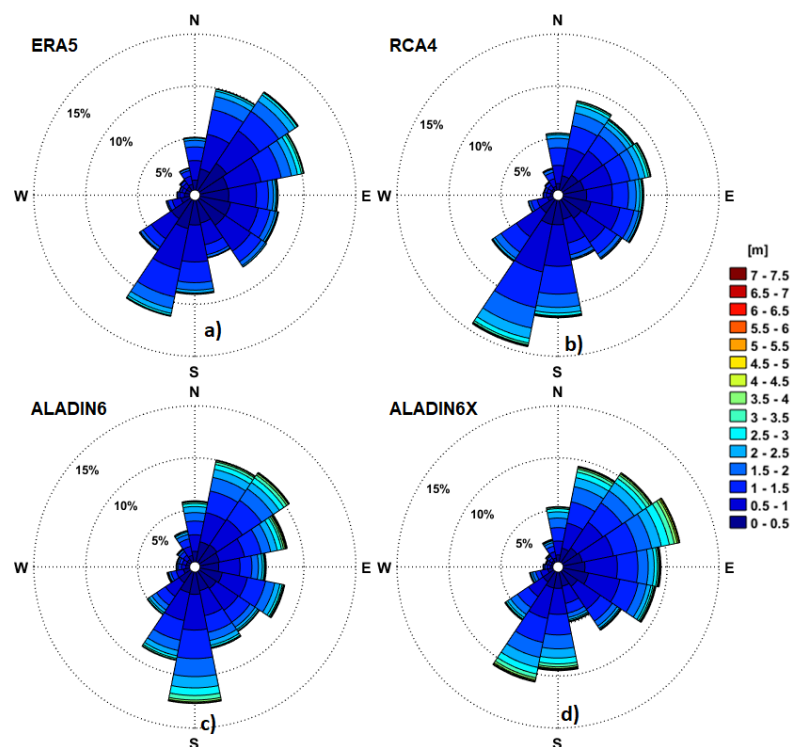 N
ERA5
15%
10%
5%
W
E
S
a)
N
RCA4
15%
10%
5%
W
E
S
b)
[m]
7 - 7.5
6.5 - 7
6 - 6.5
5.5 - 6
5 - 5.5
4.5 - 5
4 - 4.5
3.5 - 4
3 - 3.5
2.5 - 3
2 - 2.5
1.5 - 2
1 - 1.5
0.5 - 1
0 - 0.5
N
ALADIN6
15%
10%
5%
W
E
S
c)
N
ALADIN6X
15%
10%
5%
W
E
S
d)